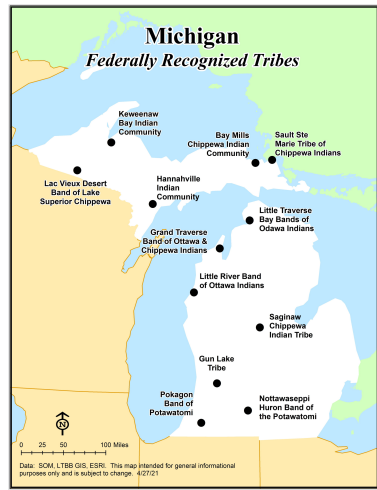 Michigan
Federally Recognized Tribes
Keweenaw
Bay Indian
Community
Bay Mills
Chippewa Indian
Community
Sault Ste
Marie Tribe of
Chippewa Indians
Lac Vieux Desert
Band of Lake
Superior Chippewa
Hannahville
Indian
Community
Little Traverse
Bay Bands of
Odawa Indians
Grand Traverse
Band of Ottawa &
Chippewa Indians
Little River Band
of Ottawa Indians
Saginaw
Chippewa
Indian Tribe
Gun Lake
Tribe
Pokagon
Band of
Potawatomi
Nottawaseppi
Huron Band of
the Potawatomi
N
0 25 50 100 Miles
Data: SOM, LTBB GIS, ESRI. This map intended for general informational
purposes only and is subject to change. 4/27/21